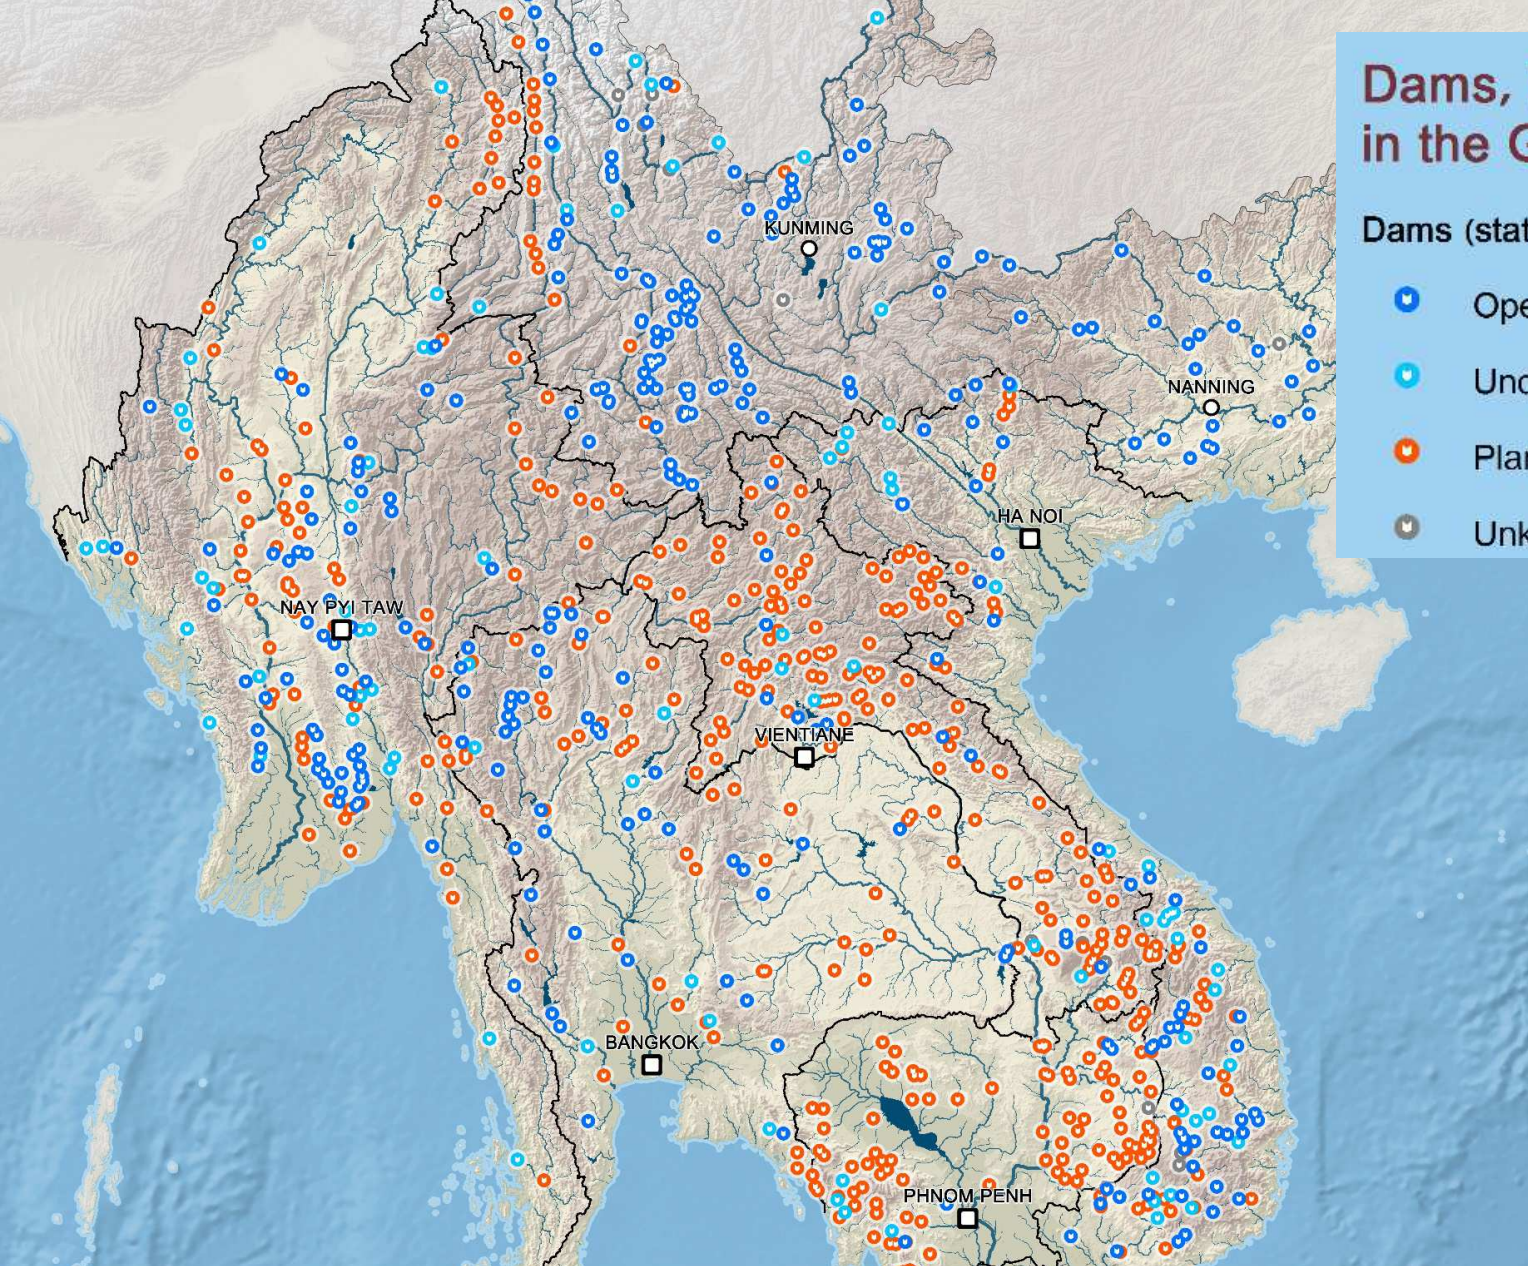 Dams,
in the G
Dams (stat
Ope
Und
Plan
Unk
KUNMING
NANNING
HA NOI
NAY PYI TAW
VIENTIANE
BANGKOK
PHNOM PENH